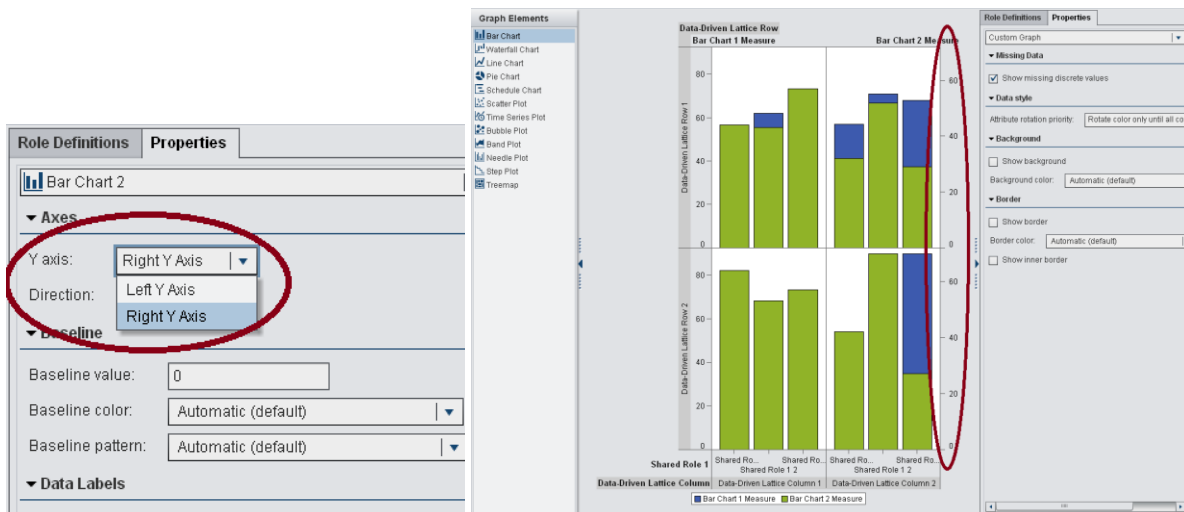 Role Definitions Properties
Bar Chart 2
Axes
Y axis: Right Y Axis
Left Y Axis
Right Y Axis
Direction:
Baseline
Baseline value: 0
Baseline color: Automatic (default)
Baseline pattern: Automatic (default)
Data Labels
Graph Elements
Bar Chart
Waterfall Chart
Line Chart
Pie Chart
Schedule Chart
Scatter Plot
Time Series Plot
Bubble Plot
Band Plot
Needle Plot
Step Plot
Treemap
Data-Driven Lattice Row
Bar Chart 1 Measure Bar Chart 2 Measure
Data-Driven Lattice Row 1
80
60
40
20
0
60
40
20
0
Data-Driven Lattice Row 2
80
60
40
20
0
60
40
20
0
Shared Role 1 Shared Ro... Shared Ro... Shared Ro... Shared Ro...
Shared Role 1 2 Shared Role 1 2
Data-Driven Lattice Column Data-Driven Lattice Column 1 Data-Driven Lattice Column 2
Bar Chart 1 Measure Bar Chart 2 Measure
Role Definitions Properties
Custom Graph
Missing Data
Show missing discrete values
Data style
Attribute rotation priority: Rotate color only until all co
Background
Show background
Background color: Automatic (default)
Border
Show border
Border color: Automatic (default)
Show inner border